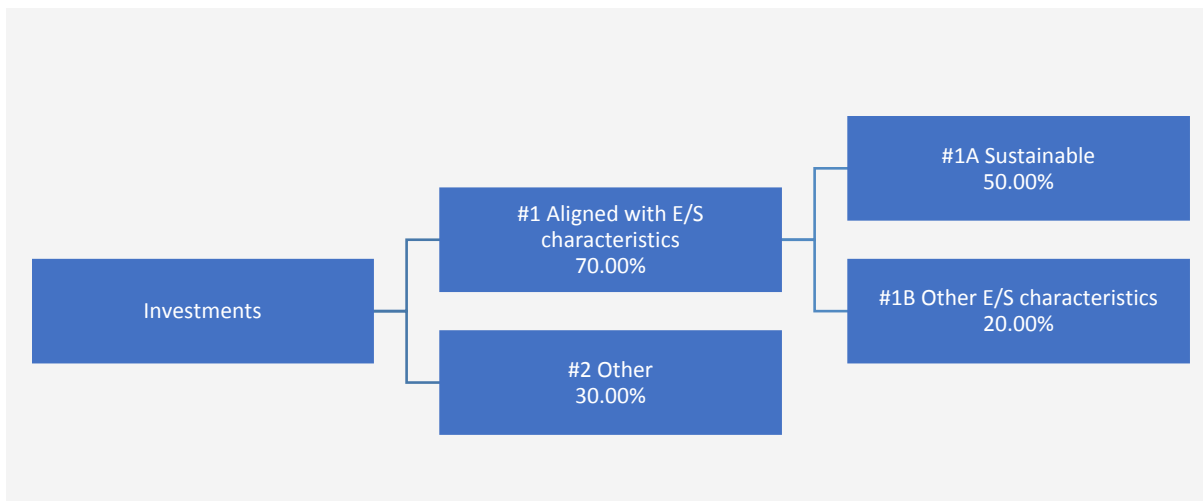 Investments
#1 Aligned with E/S
characteristics
70.00%
#2 Other
30.00%
#1A Sustainable
50.00%
#1B Other E/S characteristics
20.00%